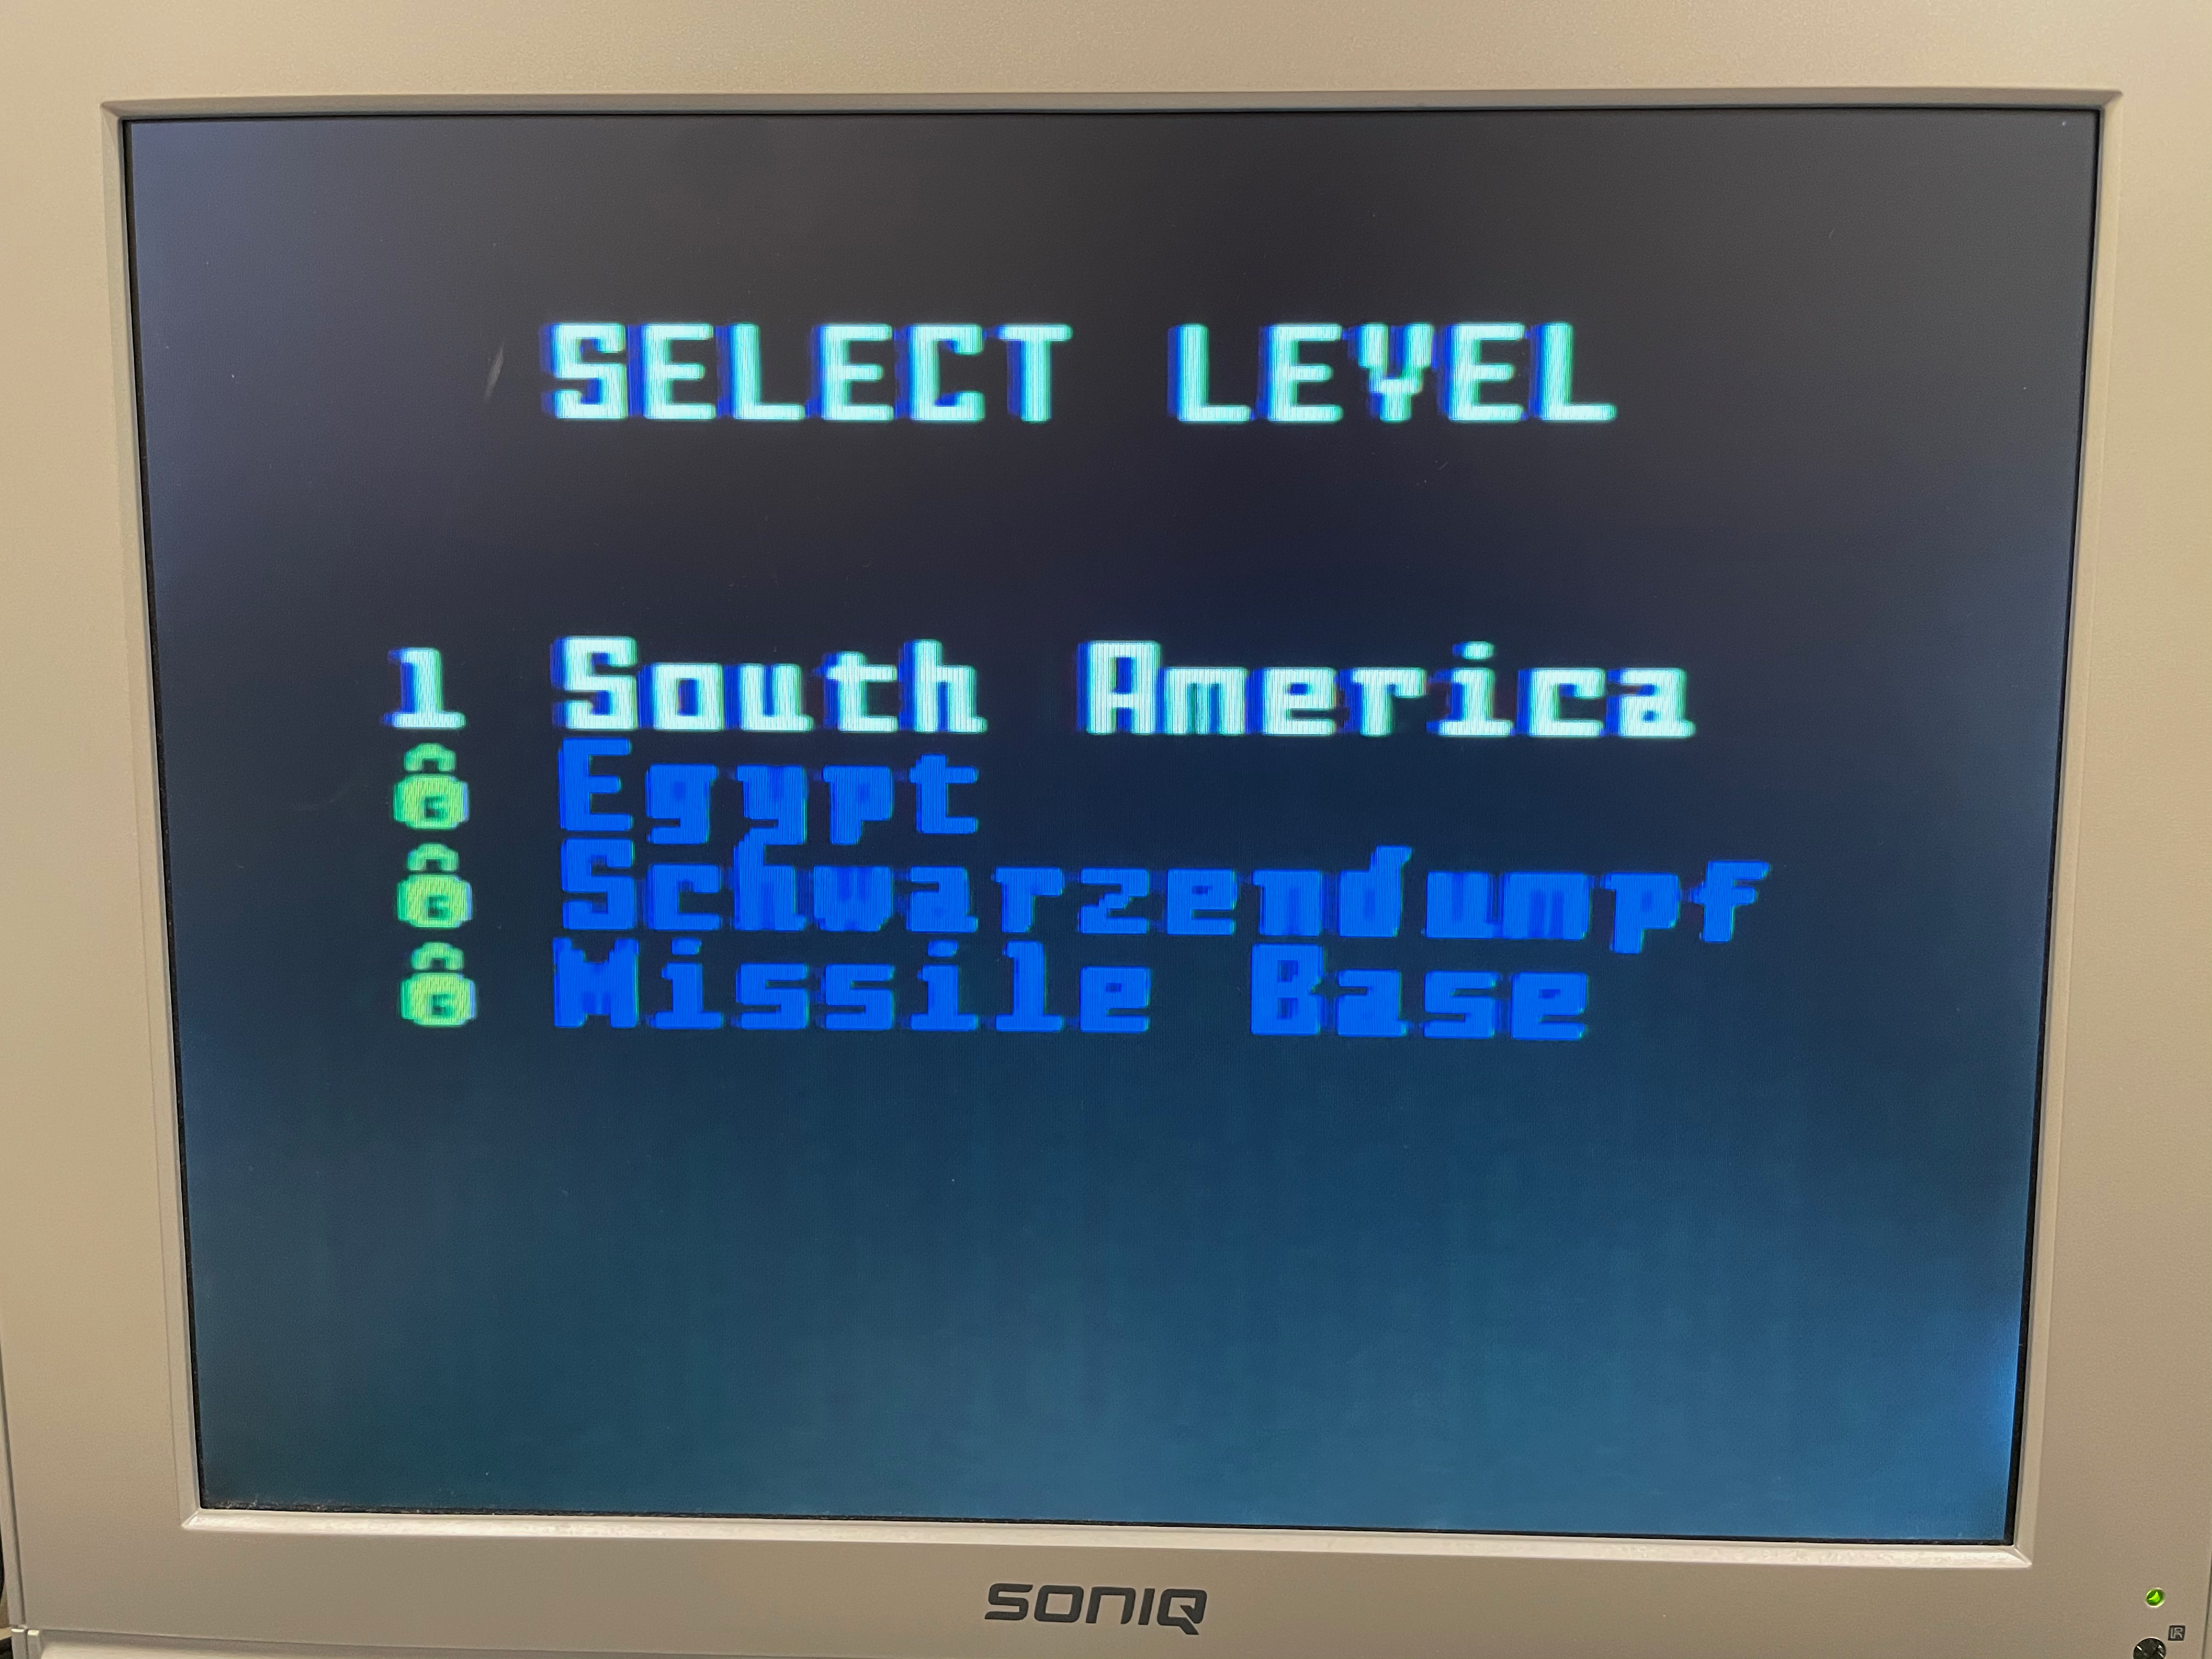 SELECT LEVEL
1 South America
Egypt
Schwarzendumpf
Missile Base
SONIQ